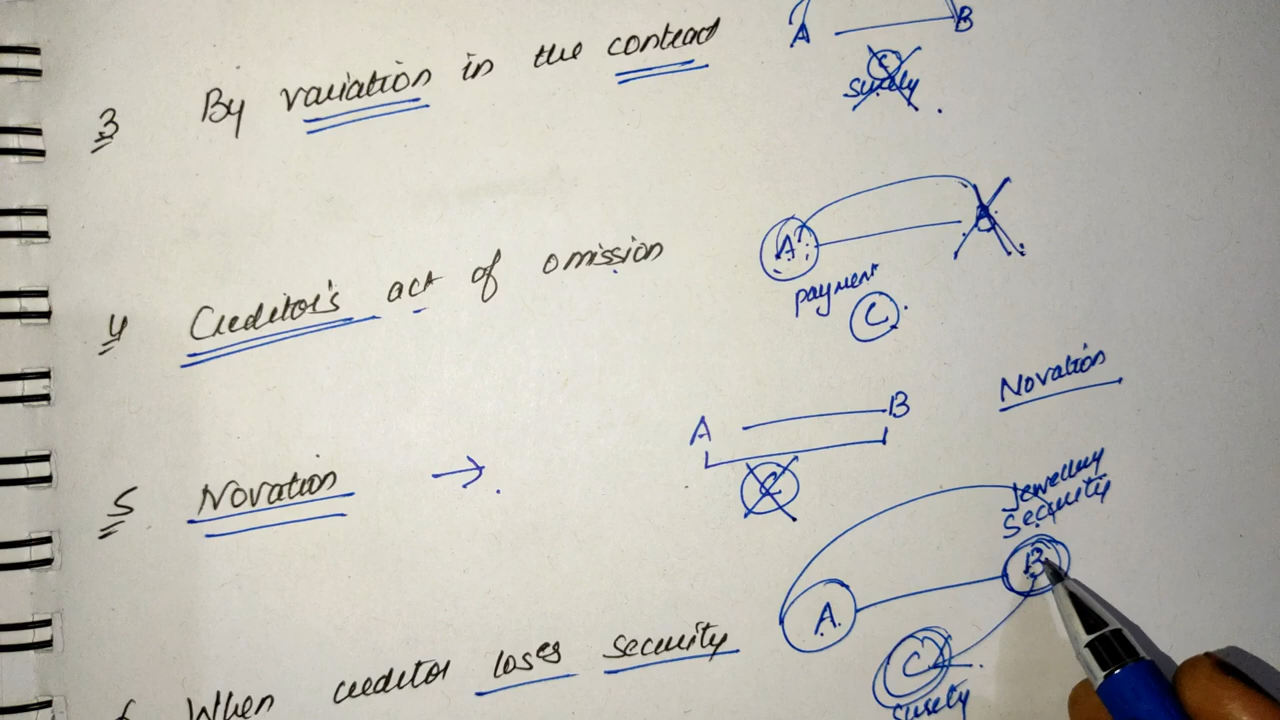 A B
3 By variation in the contract
C
surety
4 Creditor's act of omission
A B
payment
C
Novation
A B
5 Novation → .
C
Jewellery
security
B
A
C
surety
6 When creditor loses security